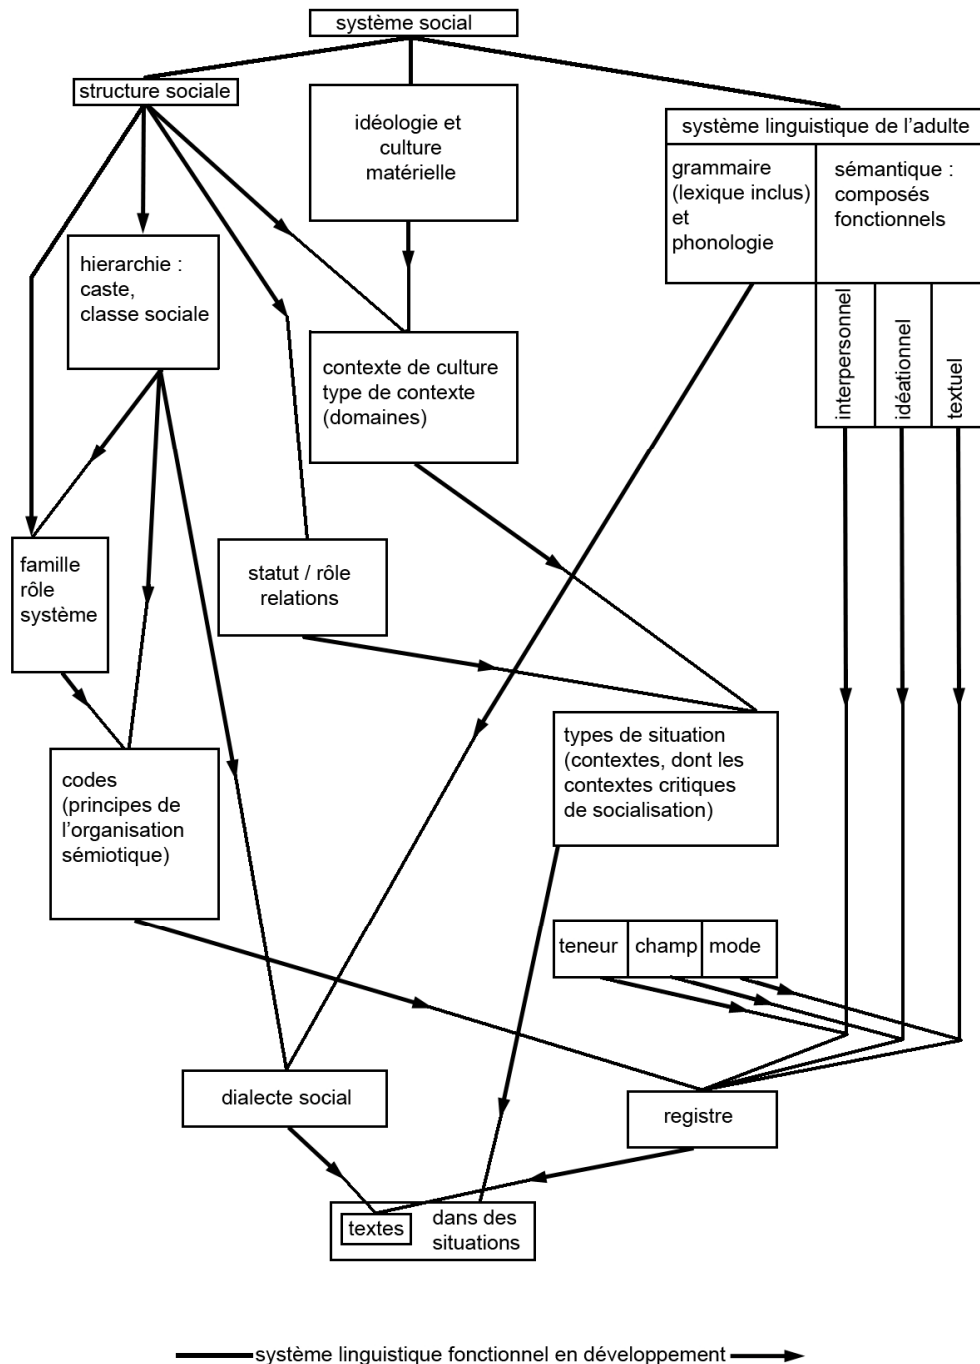 système social
structure sociale
idéologie et
culture
matérielle
système linguistique de l’adulte
grammaire
(lexique inclus)
et
phonologie
sémantique :
composés
fonctionnels
hierarchie :
caste,
classe sociale
interpersonnel
idéationnel
textuel
contexte de culture
type de contexte
(domaines)
famille
rôle
système
statut / rôle
relations
types de situation
(contextes, dont les
contextes critiques
de socialisation)
codes
(principes de
l’organisation
sémiotique)
teneur
champ
mode
dialecte social
registre
textes
dans des
situations
système linguistique fonctionnel en développement